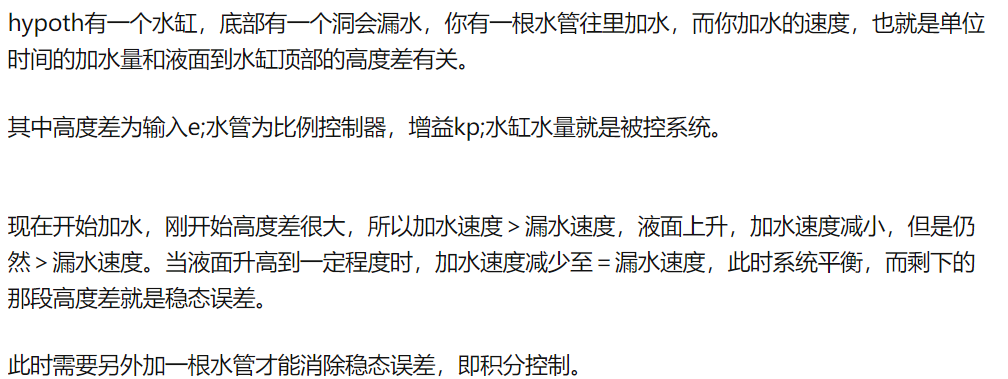 hypoth有一个水缸，底部有一个洞会漏水，你有一根水管往里加水，而你加水的速度，也就是单位
时间的加水量和液面到水缸顶部的高度差有关。
其中高度差为输入e;水管为比例控制器，增益kp;水缸水量就是被控系统。
现在开始加水，刚开始高度差很大，所以加水速度＞漏水速度，液面上升，加水速度减小，但是仍
然＞漏水速度。当液面升高到一定程度时，加水速度减少至＝漏水速度，此时系统平衡，而剩下的
那段高度差就是稳态误差。
此时需要另外加一根水管才能消除稳态误差，即积分控制。